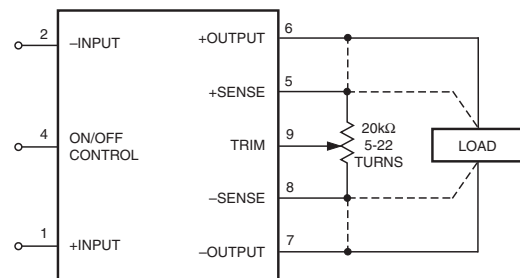 2
–INPUT
4
ON/OFF
CONTROL
1
+INPUT
+OUTPUT
6
+SENSE
5
TRIM
9
20kΩ
5-22
TURNS
–SENSE
8
–OUTPUT
7
LOAD